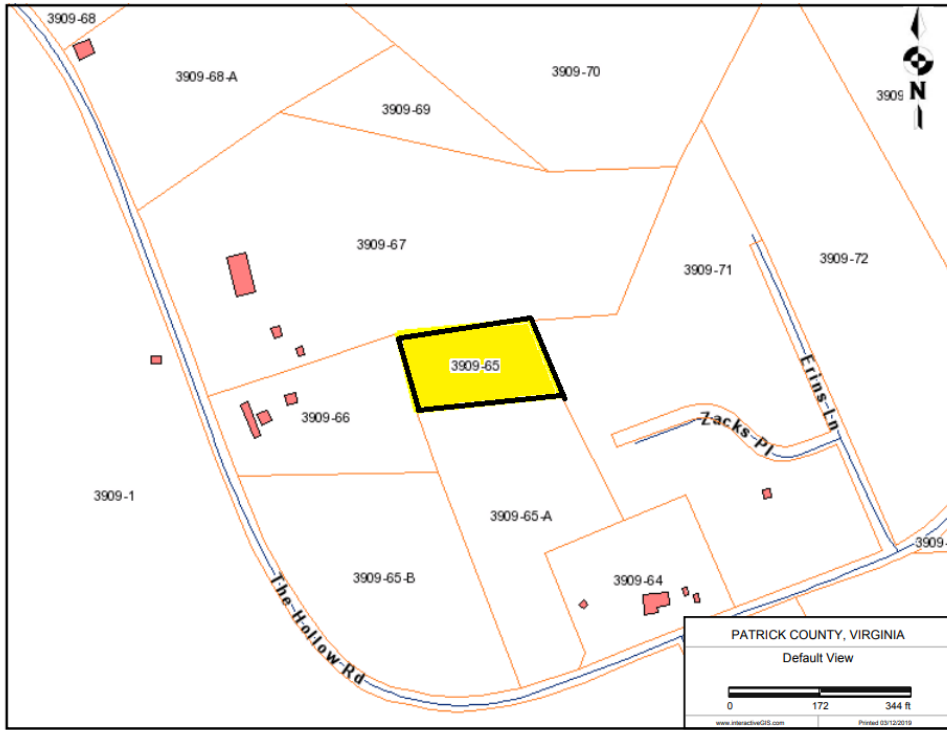 3909-68
3909-68-A
3909-70
3909
N
3909-69
3909-67
3909-71
3909-72
3909-65
3909-66
Erins Ln
Zacks Pl
3909-1
3909-65-A
3909-65-B
3909-64
3909-
The Hollow Rd
PATRICK COUNTY, VIRGINIA
Default View
0 172 344 ft
www.interactiveGIS.com Printed 03/12/2019